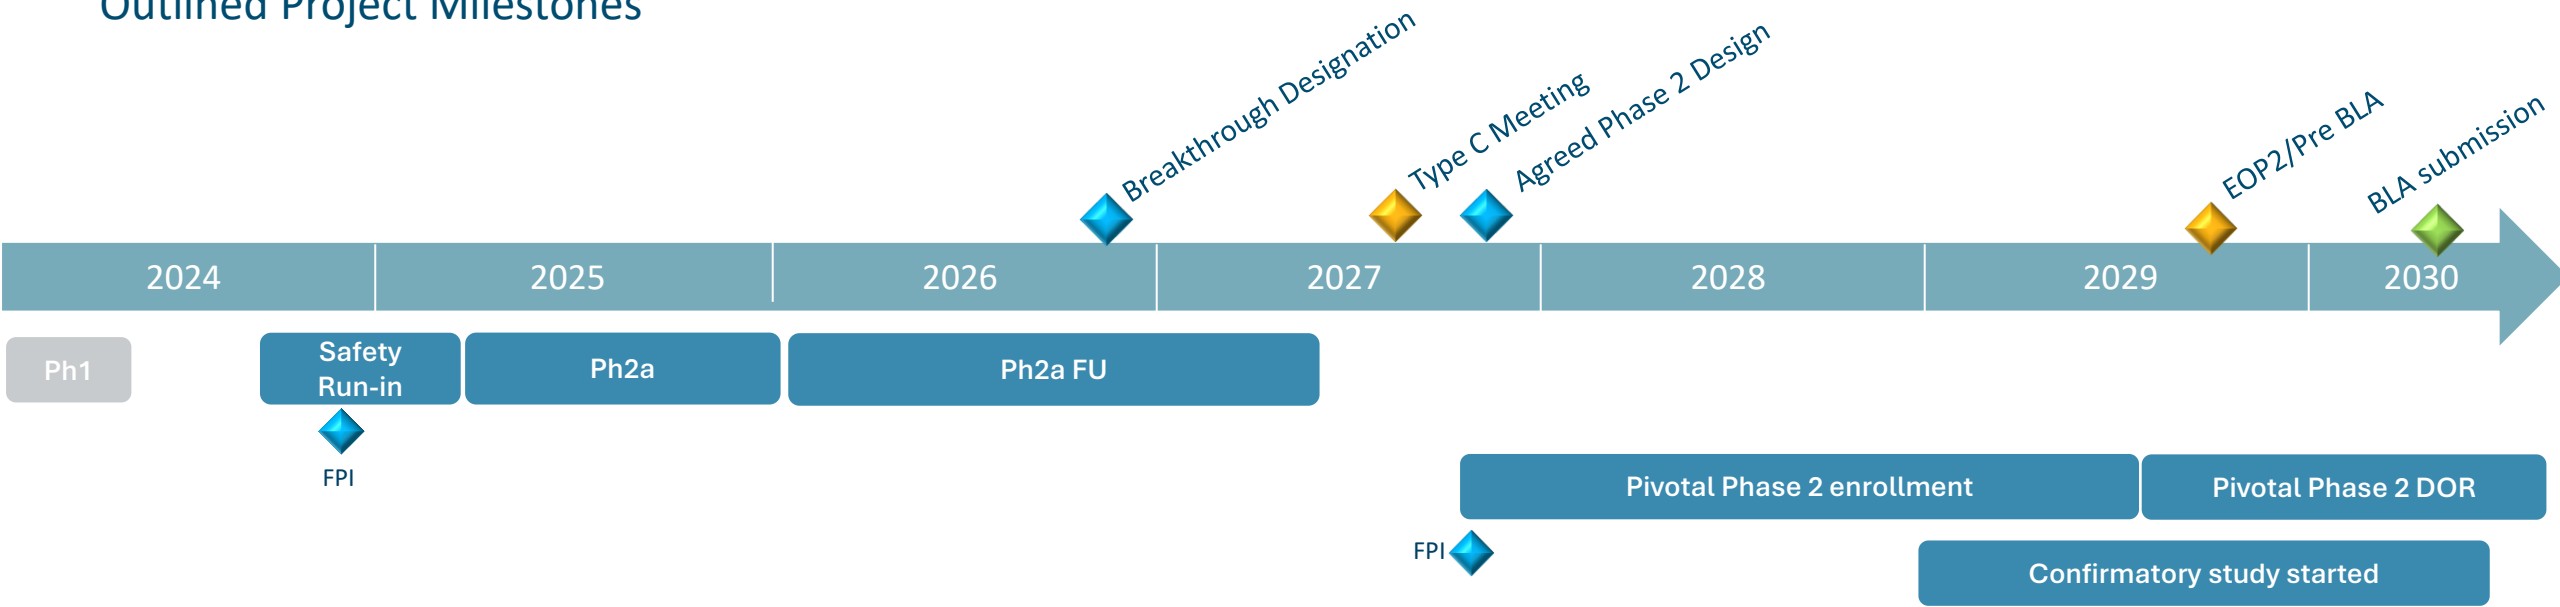 Outlined Project Milestones
Breakthrough Designation
Type C Meeting
Agreed Phase 2 Design
EOP2/Pre BLA
BLA submission
2024
2025
2026
2027
2028
2029
2030
Ph1
Safety
Run-in
Ph2a
Ph2a FU
FPI
Pivotal Phase 2 enrollment
Pivotal Phase 2 DOR
FPI
Confirmatory study started